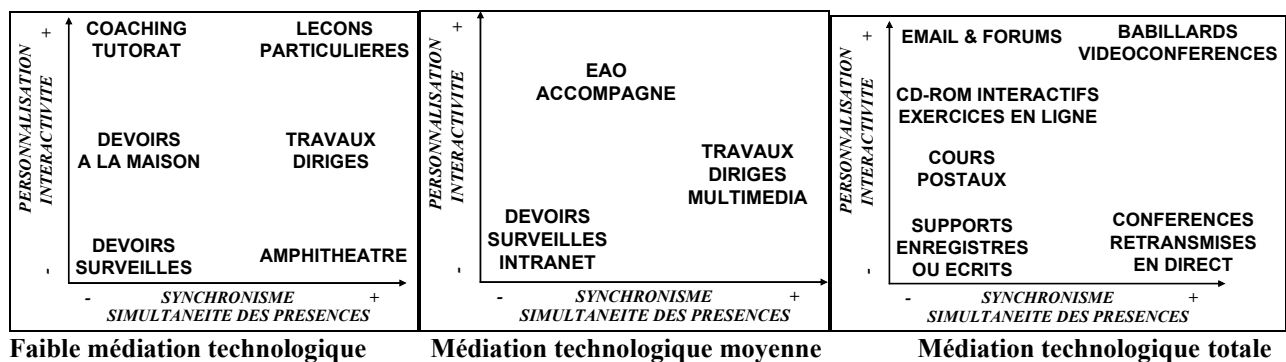 PERSONNALISATION
INTERACTIVITE
+
-
COACHING
TUTORAT
LECONS
PARTICULIERES
DEVOIRS
A LA MAISON
TRAVAUX
DIRIGES
DEVOIRS
SURVEILLES
AMPHITHEATRE
- SYNCHRONISME +
SIMULTANEITE DES PRESENCES
Faible médiation technologique
PERSONNALISATION
INTERACTIVITE
+
-
EAO
ACCOMPAGNE
TRAVAUX
DIRIGES
MULTIMEDIA
DEVOIRS
SURVEILLES
INTRANET
- SYNCHRONISME +
SIMULTANEITE DES PRESENCES
Médiation technologique moyenne
PERSONNALISATION
INTERACTIVITE
+
-
EMAIL & FORUMS
BABILLARDS
VIDEOCONFERENCES
CD-ROM INTERACTIFS
EXERCICES EN LIGNE
COURS
POSTAUX
SUPPORTS
ENREGISTRES
OU ECRITS
CONFERENCES
RETRANSMISES
EN DIRECT
- SYNCHRONISME +
SIMULTANEITE DES PRESENCES
Médiation technologique totale